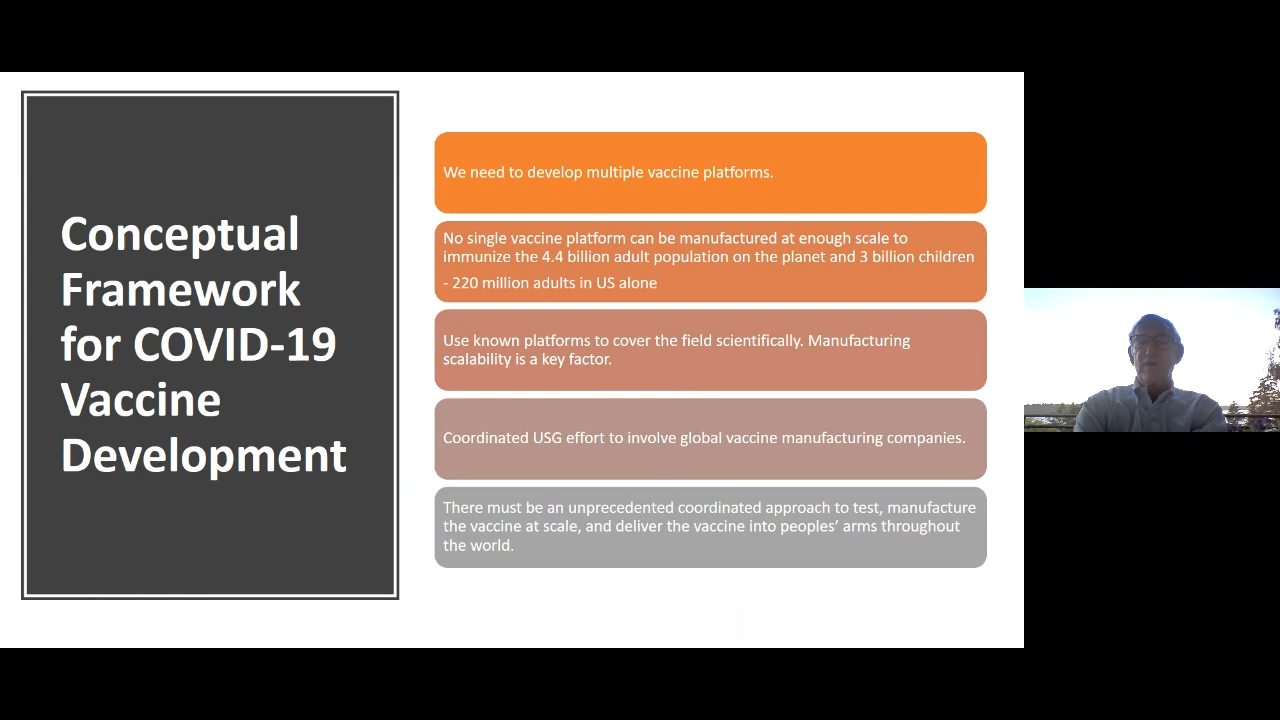 Conceptual
Framework
for COVID-19
Vaccine
Development
We need to develop multiple vaccine platforms.
No single vaccine platform can be manufactured at enough scale to
immunize the 4.4 billion adult population on the planet and 3 billion children
- 220 million adults in US alone
Use known platforms to cover the field scientifically. Manufacturing
scalability is a key factor.
Coordinated USG effort to involve global vaccine manufacturing companies.
There must be an unprecedented coordinated approach to test, manufacture
the vaccine at scale, and deliver the vaccine into peoples’ arms throughout
the world.